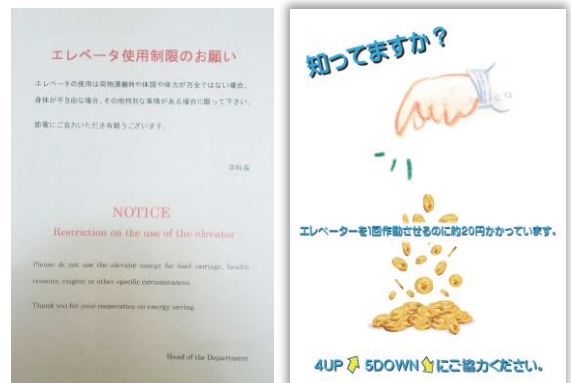 エレベータ使用制限のお願い
エレベータの使用は荷物運搬時や体調や体力が万全ではない場合、
身体が不自由な場合、その他特別な事情がある場合に限って下さい。
節電にご協力いただき有難うございます。
学科長
NOTICE
Restriction on the use of the elevator
Please do not use the elevator except for load carriage, health
reasons, exigent or other specific circumstances.
Thank you for your cooperation on energy saving.
Head of the Department
知ってますか？
エレベーターを1回作動させるのに約20円かかっています。
4UP 5DOWN にご協力ください。